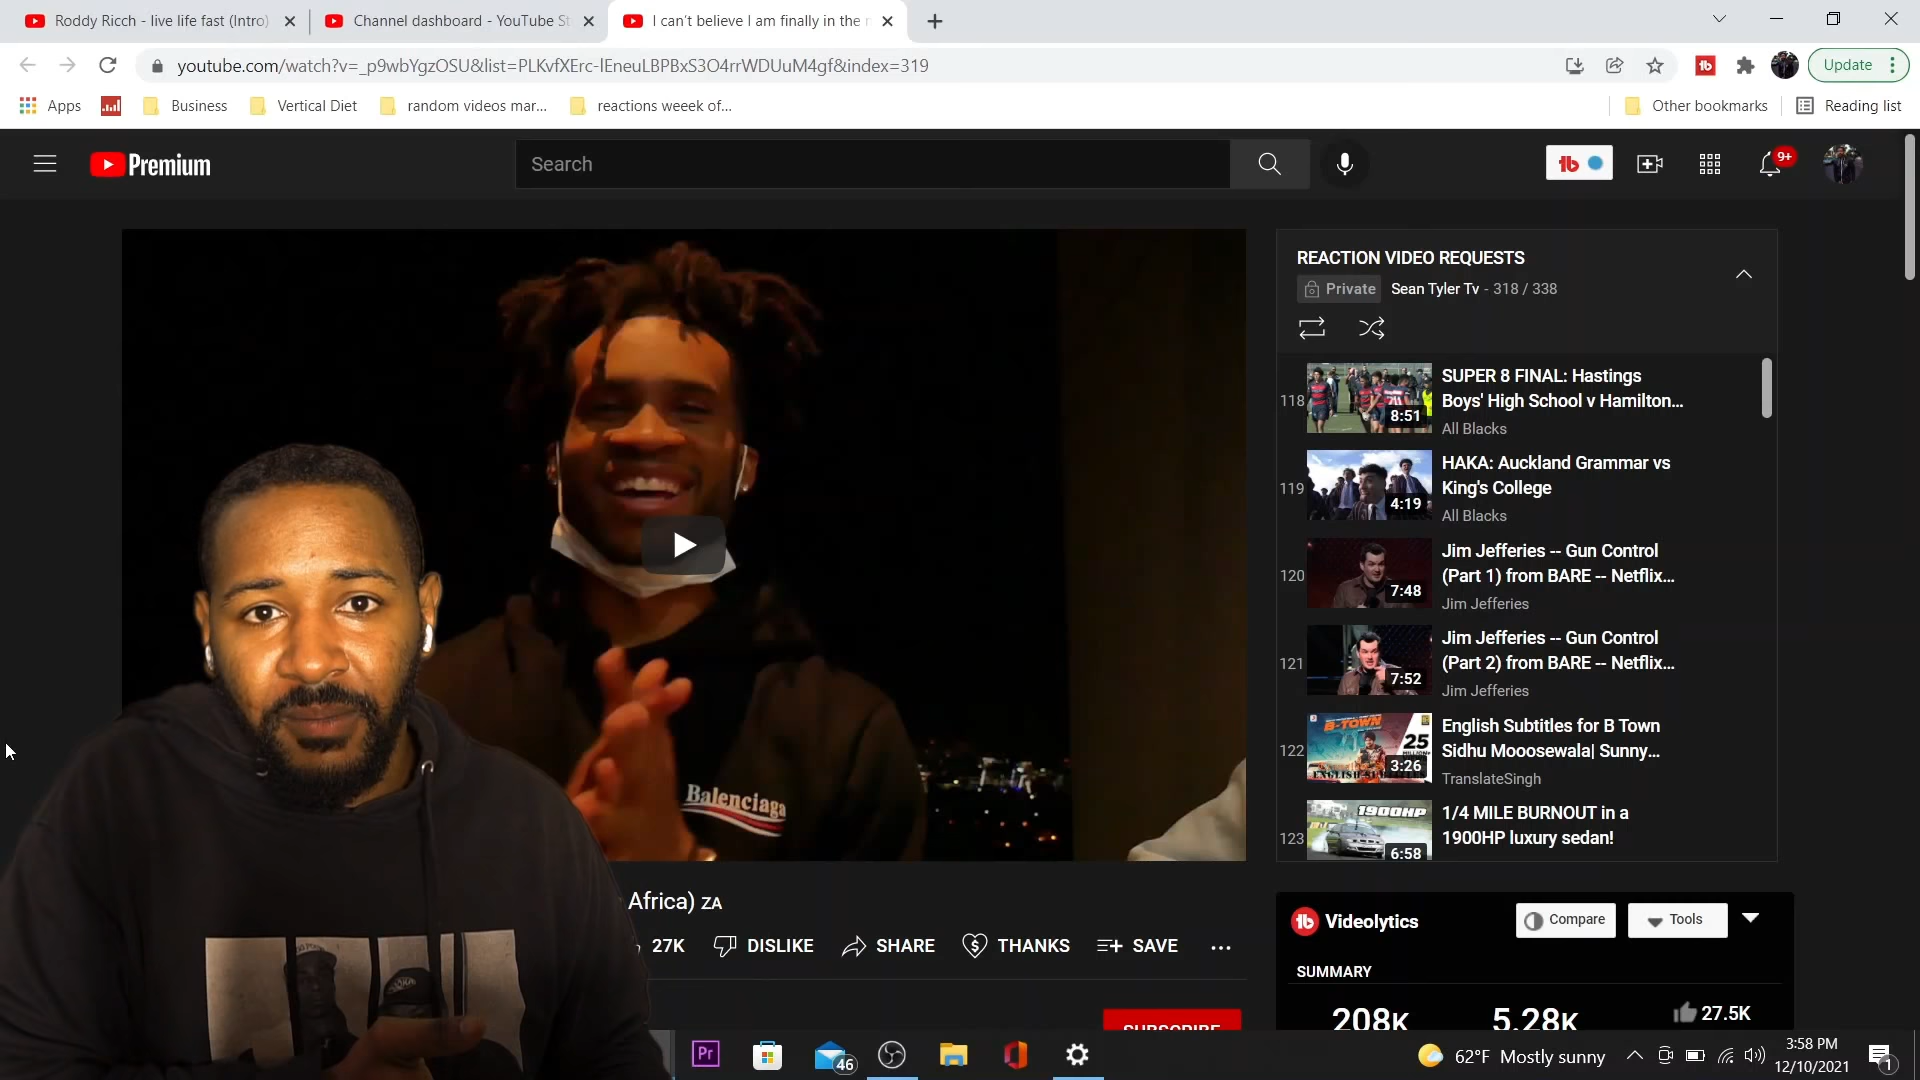 Roddy Ricch - live life fast (Intro)
Channel dashboard - YouTube St
I can't believe I am finally in the
youtube.com/watch?v=_p9wbYgzOSU&list=PLKvfXErc-lEneuLBPBxS3O4rrWDUuM4gf&index=319
Update
Apps
Business
Vertical Diet
random videos mar...
reactions weeek of...
Other bookmarks
Reading list
Premium
Search
9+
REACTION VIDEO REQUESTS
Private Sean Tyler Tv - 318 / 338
118
8:51
SUPER 8 FINAL: Hastings
Boys' High School v Hamilton...
All Blacks
119
4:19
HAKA: Auckland Grammar vs
King's College
All Blacks
120
7:48
Jim Jefferies -- Gun Control
(Part 1) from BARE -- Netflix...
Jim Jefferies
121
7:52
Jim Jefferies -- Gun Control
(Part 2) from BARE -- Netflix...
Jim Jefferies
122
B-TOWN
25
3:26
English Subtitles for B Town
Sidhu Mooosewala| Sunny...
TranslateSingh
123
1900HP
6:58
1/4 MILE BURNOUT in a
1900HP luxury sedan!
Balenciaga
Africa) ZA
27K DISLIKE SHARE THANKS SAVE ...
SUBSCRIBE
tb Videolytics
Compare
Tools
SUMMARY
208K
5.28K
27.5K
Pr
46
62°F Mostly sunny
3:58 PM
12/10/2021
1